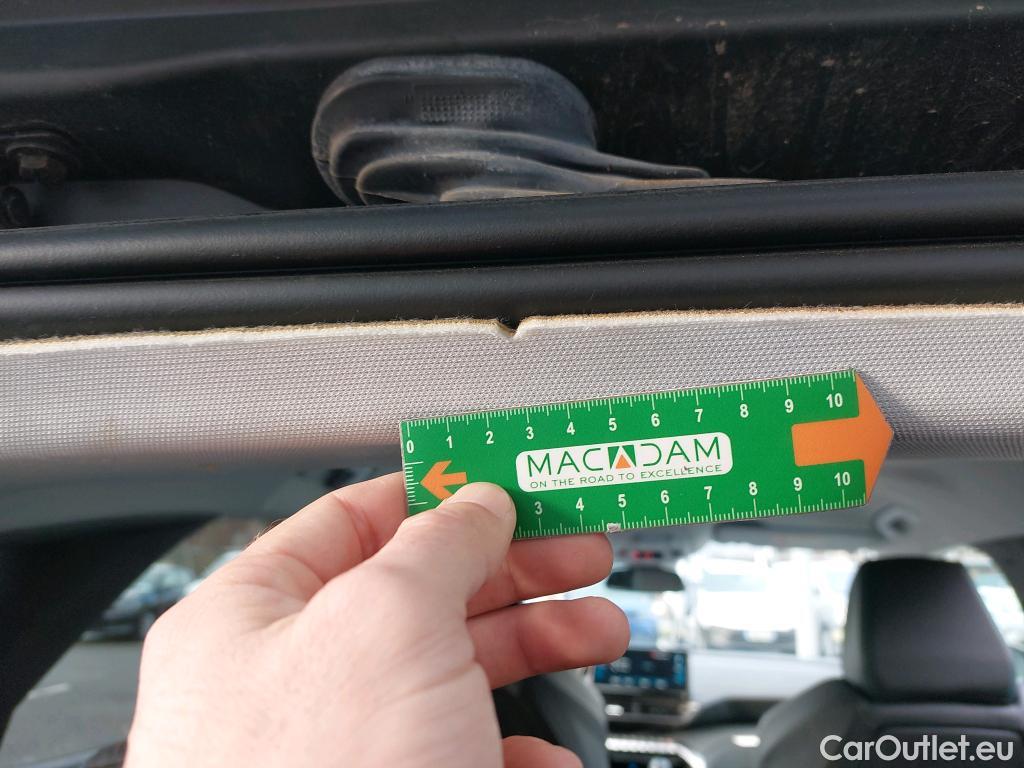 0 1 2 3 4 5 6 7 8 9 10
MACADAM
ON THE ROAD TO EXCELLENCE
3 4 5 6 7 8 9 10
CarOutlet.eu